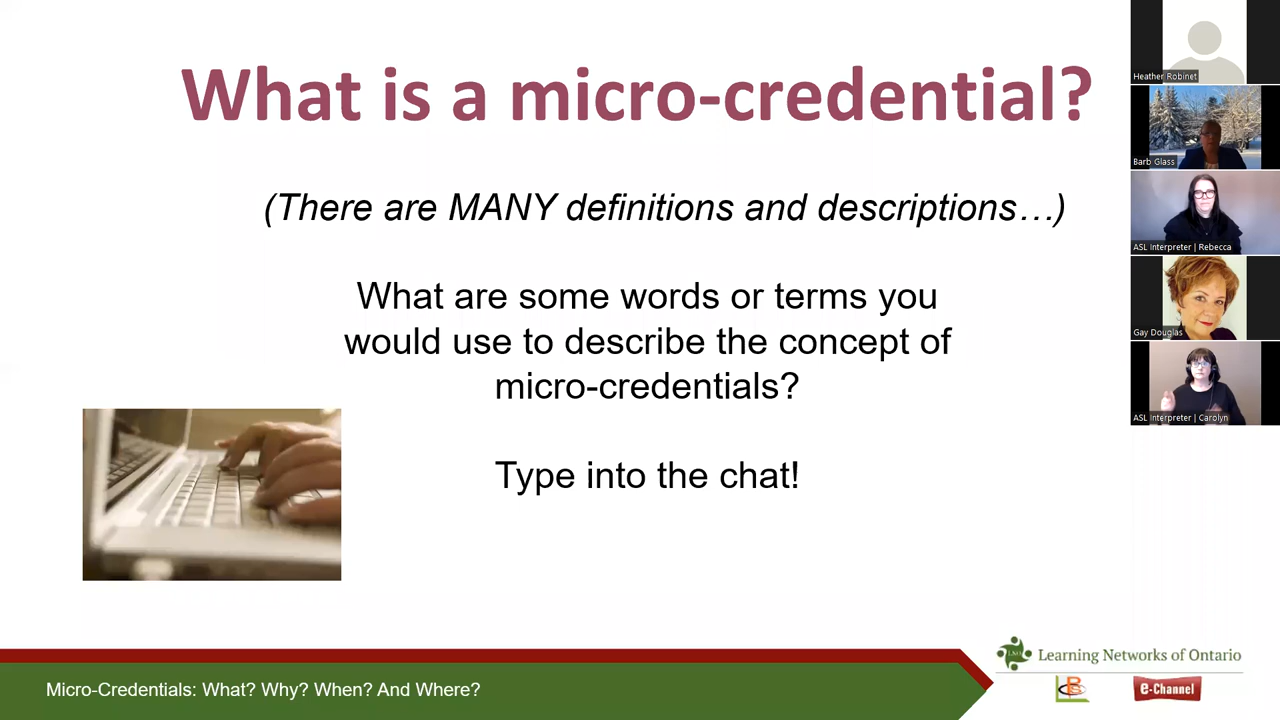 What is a micro-credential?
(There are MANY definitions and descriptions…)
What are some words or terms you
would use to describe the concept of
micro-credentials?
Type into the chat!
Micro-Credentials: What? Why? When? And Where?
LNO
Learning Networks of Ontario
LBS
e-Channel
Heather Robinet
Barb Glass
ASL Interpreter | Rebecca
Gay Douglas
ASL Interpreter | Carolyn